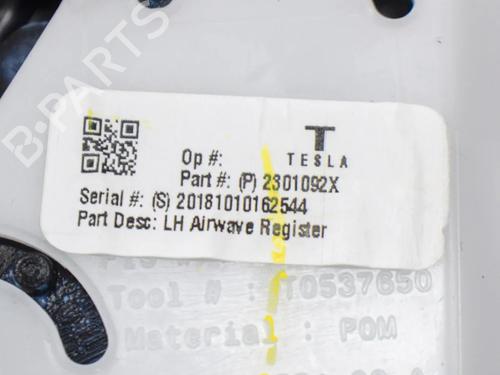 B-PARTS
T
TESLA
Op #:
Part #: (P) 2301092X
Serial #: (S) 20181010162544
Part Desc: LH Airwave Register
Tool # : T0537650
Material : POM